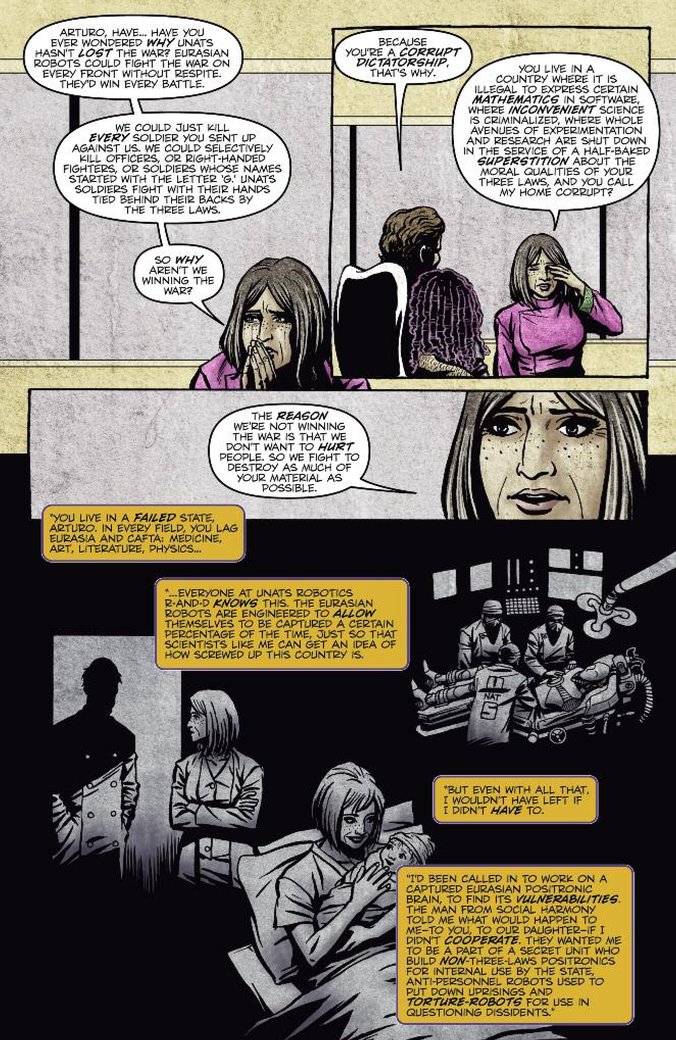 ARTURO, HAVE... HAVE YOU
EVER WONDERED WHY UNATS
HASN'T LOST THE WAR? EURASIAN
ROBOTS COULD FIGHT THE WAR ON
EVERY FRONT WITHOUT RESPITE.
THEY'D WIN EVERY BATTLE.
WE COULD JUST KILL
EVERY SOLDIER YOU SENT UP
AGAINST US. WE COULD SELECTIVELY
KILL OFFICERS, OR RIGHT-HANDED
FIGHTERS, OR SOLDIERS WHOSE NAMES
STARTED WITH THE LETTER 'G.' UNATS
SOLDIERS FIGHT WITH THEIR HANDS
TIED BEHIND THEIR BACKS BY
THE THREE LAWS.
SO WHY
AREN'T WE
WINNING THE
WAR?
BECAUSE
YOU'RE A CORRUPT
DICTATORSHIP,
THAT'S WHY.
YOU LIVE IN A
COUNTRY WHERE IT IS
ILLEGAL TO EXPRESS CERTAIN
MATHEMATICS IN SOFTWARE,
WHERE INCONVENIENT SCIENCE
IS CRIMINALIZED, WHERE WHOLE
AVENUES OF EXPERIMENTATION
AND RESEARCH ARE SHUT DOWN
IN THE SERVICE OF A HALF-BAKED
SUPERSTITION ABOUT THE
MORAL QUALITIES OF YOUR
THREE LAWS, AND YOU CALL
MY HOME CORRUPT?
THE REASON
WE'RE NOT WINNING
THE WAR IS THAT WE
DON'T WANT TO HURT
PEOPLE. SO WE FIGHT TO
DESTROY AS MUCH OF
YOUR MATERIAL AS
POSSIBLE.
"YOU LIVE IN A FAILED STATE,
ARTURO. IN EVERY FIELD, YOU LAG
EURASIA AND CAFTA: MEDICINE,
ART, LITERATURE, PHYSICS...
"...EVERYONE AT UNATS ROBOTICS
R-AND-D KNOWS THIS. THE EURASIAN
ROBOTS ARE ENGINEERED TO ALLOW
THEMSELVES TO BE CAPTURED A CERTAIN
PERCENTAGE OF THE TIME, JUST SO THAT
SCIENTISTS LIKE ME CAN GET AN IDEA OF
HOW SCREWED UP THIS COUNTRY IS.
NAT
"BUT EVEN WITH ALL THAT,
I WOULDN'T HAVE LEFT IF
I DIDN'T HAVE TO.
"I'D BEEN CALLED IN TO WORK ON A
CAPTURED EURASIAN POSITRONIC
BRAIN, TO FIND ITS VULNERABILITIES.
THE MAN FROM SOCIAL HARMONY
TOLD ME WHAT WOULD HAPPEN TO
ME–TO YOU, TO OUR DAUGHTER–IF I
DIDN'T COOPERATE. THEY WANTED ME
TO BE A PART OF A SECRET UNIT WHO
BUILD NON-THREE-LAWS POSITRONICS
FOR INTERNAL USE BY THE STATE,
ANTI-PERSONNEL ROBOTS USED TO
PUT DOWN UPRISINGS AND
TORTURE-ROBOTS FOR USE IN
QUESTIONING DISSIDENTS."